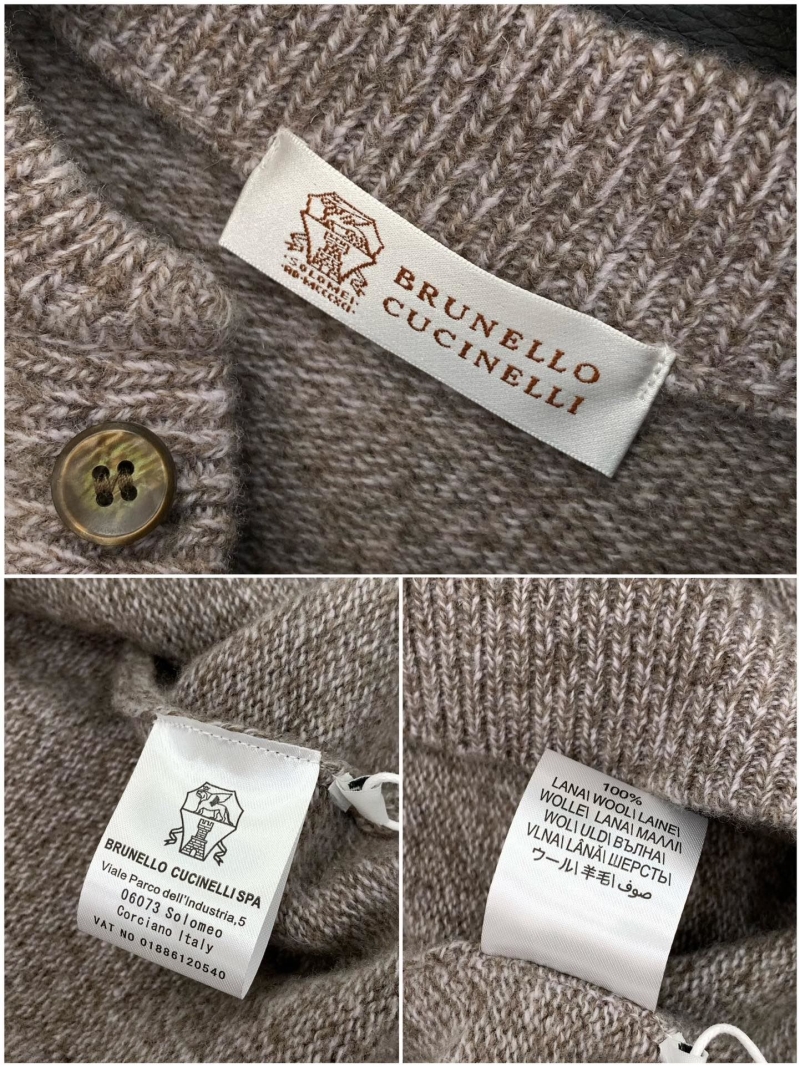 SOLOMEI
BRUNELLO
CUCINELLI
BRUNELLO CUCINELLI SPA
Viale Parco dell'industria,5
06073 Solomeo
Corciano Italy
VAT NO 01886120540
100%
LANA\ WOOL\ LAINE\
WOLLE\ LANA\ ΜΑΛΛΙ\
WOL\ ULD\ ВЪЛНА\
VLNA\ LÂNĂ\ ШЕРСТЬ\
ウール\ 羊毛\ صوف